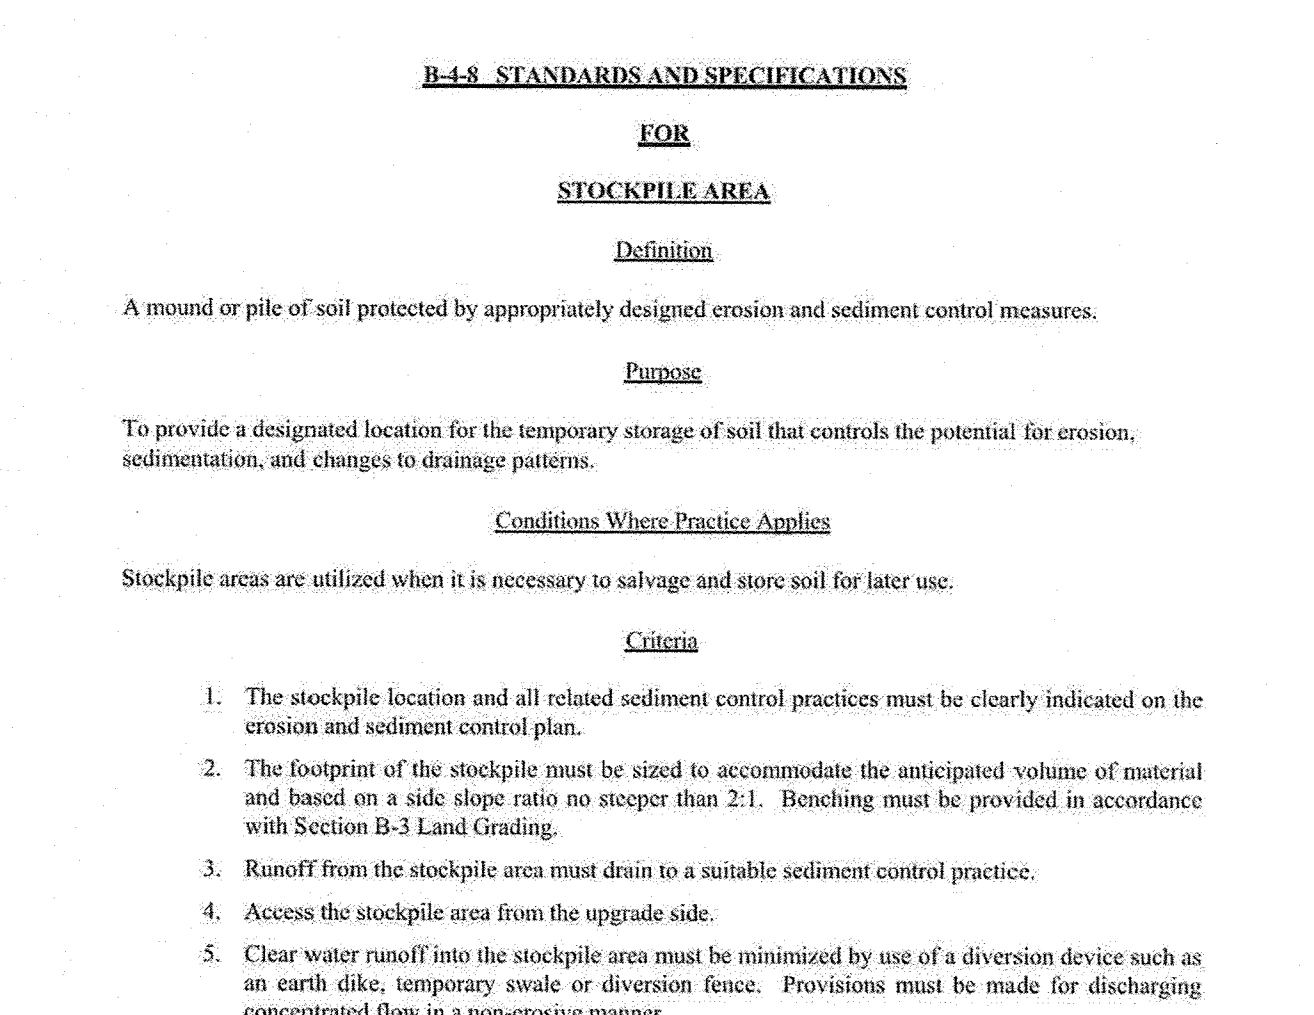 B-4-8 STANDARDS AND SPECIFICATIONS
FOR
STOCKPILE AREA
Definition
A mound or pile of soil protected by appropriately designed erosion and sediment control measures.
Purpose
To provide a designated location for the temporary storage of soil that controls the potential for erosion,
sedimentation, and changes to drainage patterns.
Conditions Where Practice Applies
Stockpile areas are utilized when it is necessary to salvage and store soil for later use.
Criteria
1. The stockpile location and all related sediment control practices must be clearly indicated on the
erosion and sediment control plan.
2. The footprint of the stockpile must be sized to accommodate the anticipated volume of material
and based on a side slope ratio no steeper than 2:1. Benching must be provided in accordance
with Section B-3 Land Grading.
3. Runoff from the stockpile area must drain to a suitable sediment control practice.
4. Access the stockpile area from the upgrade side.
5. Clear water runoff into the stockpile area must be minimized by use of a diversion device such as
an earth dike, temporary swale or diversion fence. Provisions must be made for discharging
concentrated flow in a non-erosive manner.